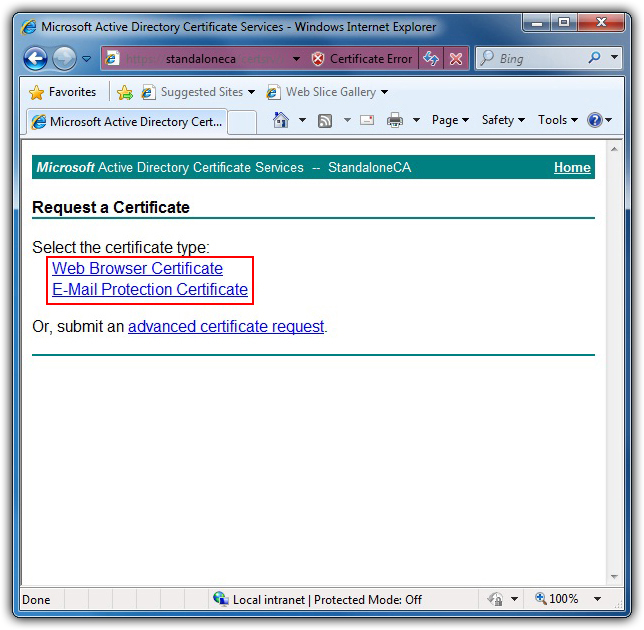 Microsoft Active Directory Certificate Services - Windows Internet Explorer
standaloneca
Certificate Error
Bing
Favorites
Suggested Sites
Web Slice Gallery
Microsoft Active Directory Cert...
Page
Safety
Tools
Microsoft Active Directory Certificate Services -- StandaloneCA
Home
Request a Certificate
Select the certificate type:
Web Browser Certificate
E-Mail Protection Certificate
Or, submit an advanced certificate request.
Done
Local intranet | Protected Mode: Off
100%